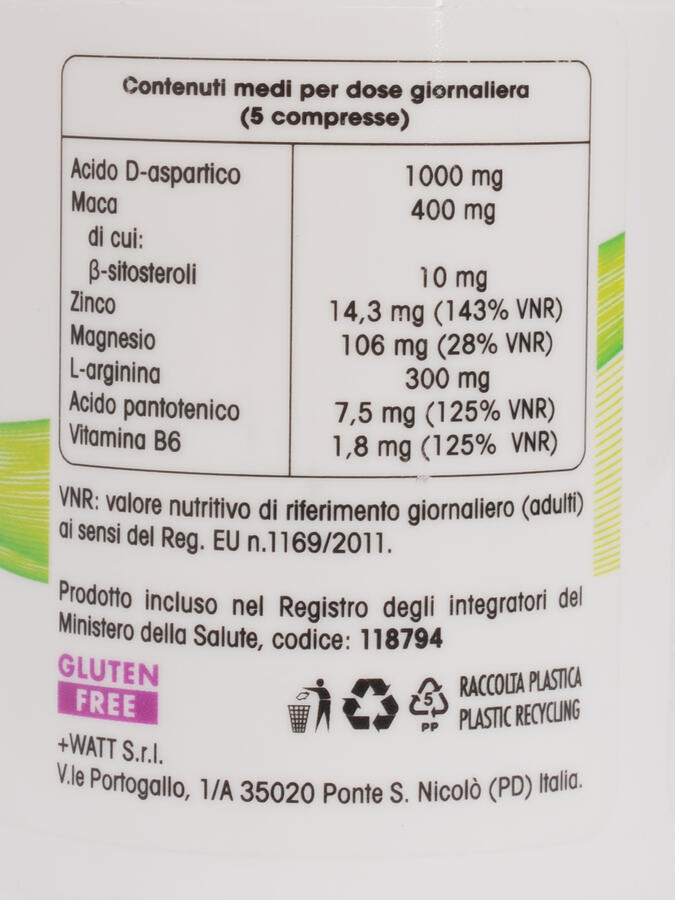 Contenuti medi per dose giornaliera
(5 compresse)
Acido D-aspartico 1000 mg
Maca 400 mg
di cui:
β-sitosteroli 10 mg
Zinco 14,3 mg (143% VNR)
Magnesio 106 mg (28% VNR)
L-arginina 300 mg
Acido pantotenico 7,5 mg (125% VNR)
Vitamina B6 1,8 mg (125% VNR)
VNR: valore nutritivo di riferimento giornaliero (adulti)
ai sensi del Reg. EU n.1169/2011.
Prodotto incluso nel Registro degli integratori del
Ministero della Salute, codice: 118794
GLUTEN
FREE
5
PP
RACCOLTA PLASTICA
PLASTIC RECYCLING
+WATT S.r.l.
V.le Portogallo, 1/A 35020 Ponte S. Nicolò (PD) Italia.